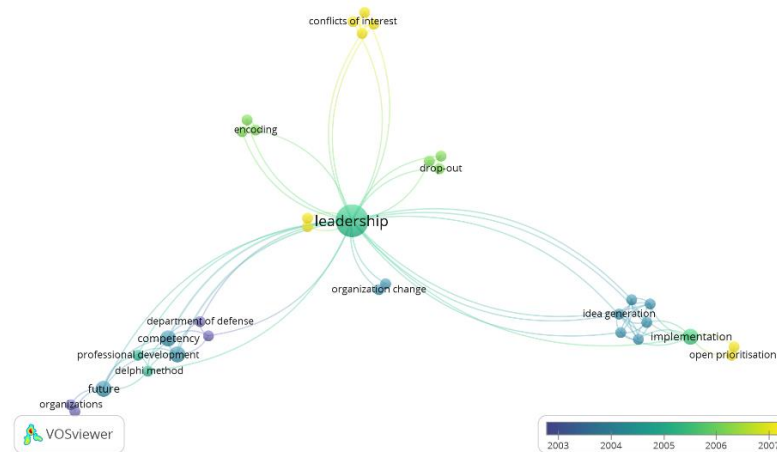 conflicts of interest
encoding
drop-out
leadership
organization change
idea generation
implementation
open prioritisation
department of defense
competency
professional development
delphi method
future
organizations
VOSviewer
2003 2004 2005 2006 2007